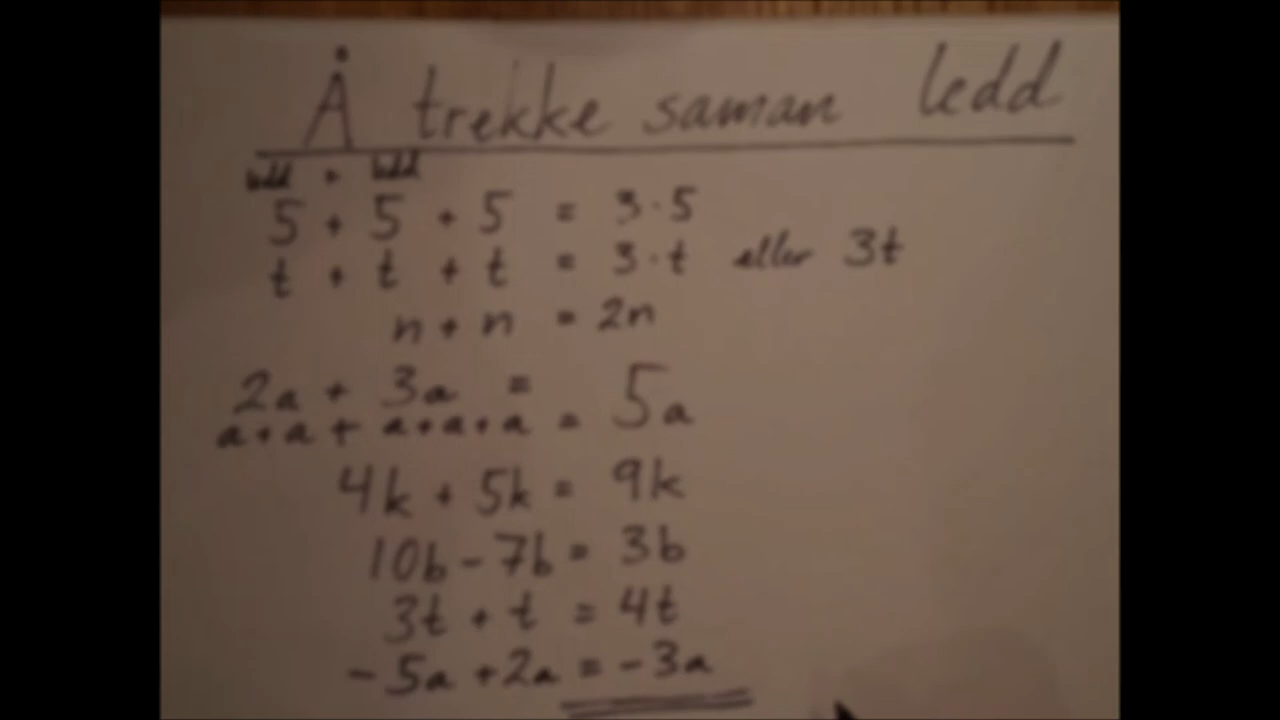 Å trekke saman ledd
ledd + ledd
5 + 5 + 5 = 3·5
t + t + t = 3·t eller 3t
n + n = 2n
2a + 3a =
a+a + a+a+a = 5a
4k + 5k = 9k
10b - 7b = 3b
3t + t = 4t
-5a +2a = -3a